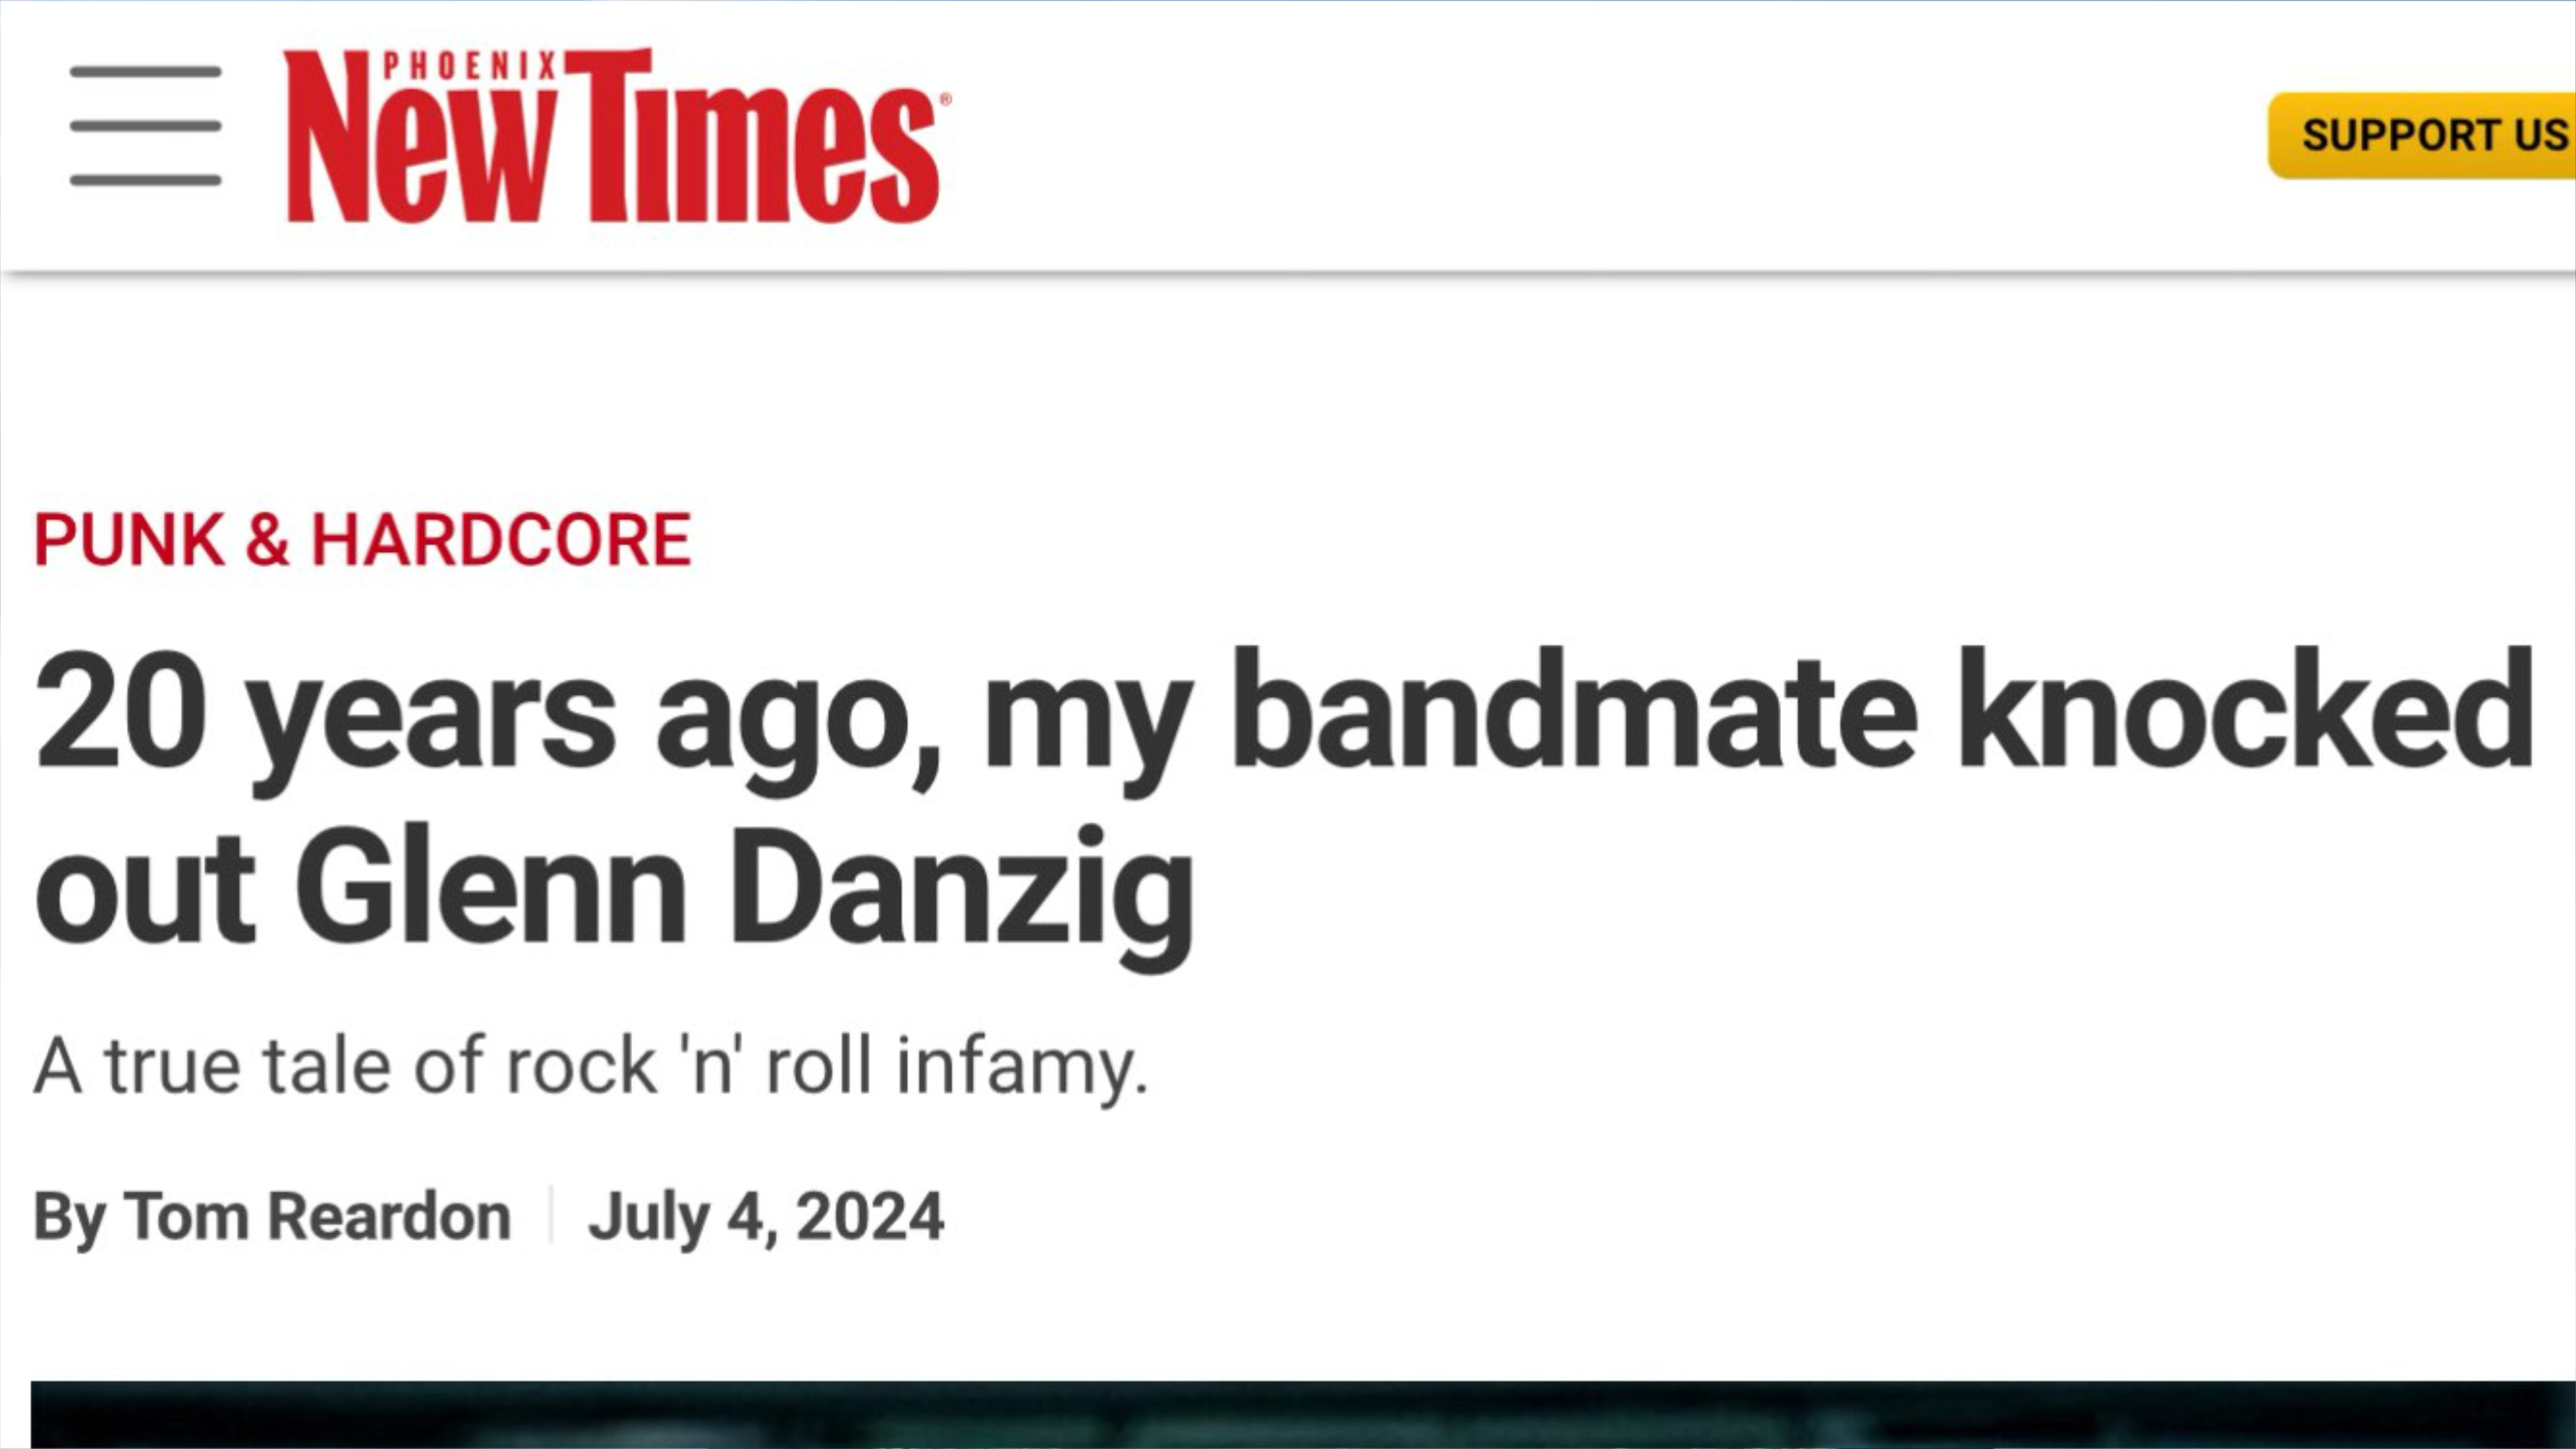 PHOENIX
New Times®
SUPPORT US
PUNK & HARDCORE
20 years ago, my bandmate knocked
out Glenn Danzig
A true tale of rock 'n' roll infamy.
By Tom Reardon | July 4, 2024